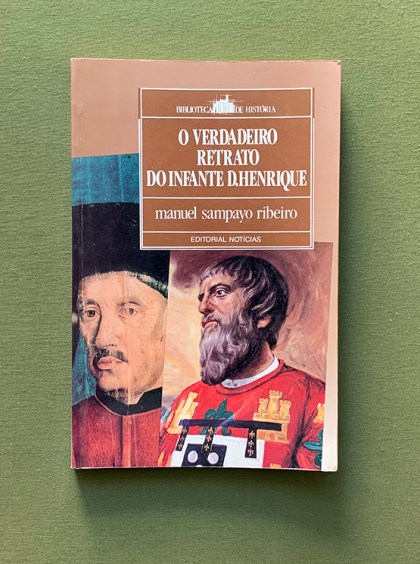 BIBLIOTECA DE HISTÓRIA
O VERDADEIRO
RETRATO
DO INFANTE D.HENRIQUE
manuel sampayo ribeiro
EDITORIAL NOTÍCIAS